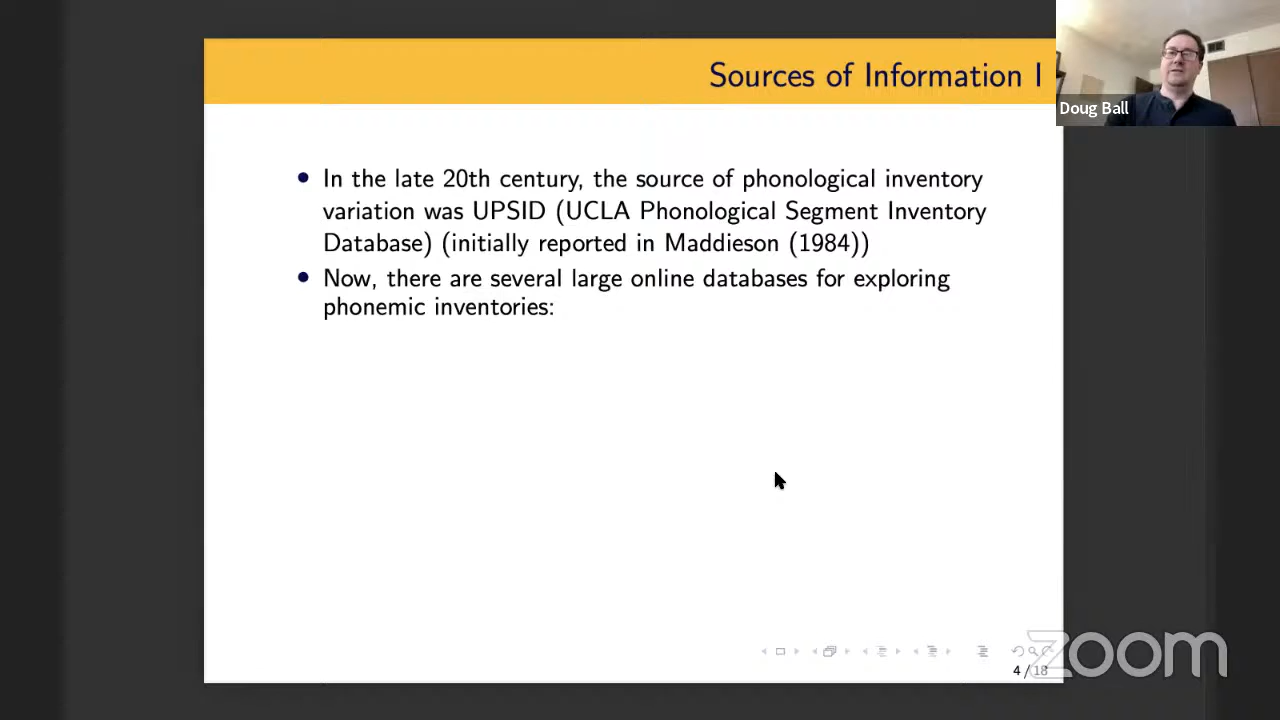 Sources of Information I
Doug Ball
• In the late 20th century, the source of phonological inventory
variation was UPSID (UCLA Phonological Segment Inventory
Database) (initially reported in Maddieson (1984))
• Now, there are several large online databases for exploring
phonemic inventories:
4 / 18
zoom